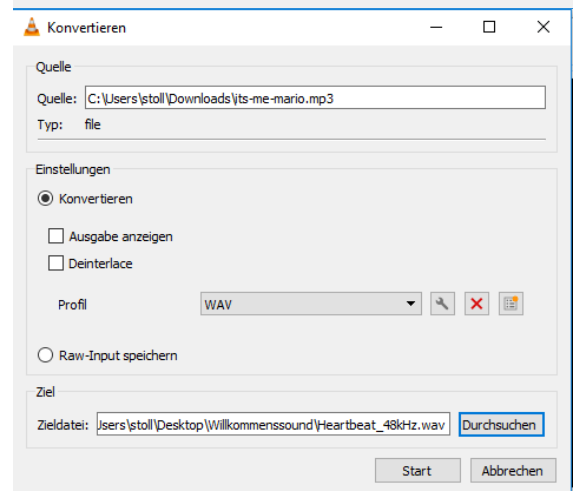 Konvertieren
Quelle
Quelle: C:\Users\stoll\Downloads\its-me-mario.mp3
Typ: file
Einstellungen
Konvertieren
Ausgabe anzeigen
Deinterlace
Profil WAV
Raw-Input speichern
Ziel
Zieldatei: Jsers\stoll\Desktop\Willkommenssound\Heartbeat_48kHz.wav Durchsuchen
Start Abbrechen